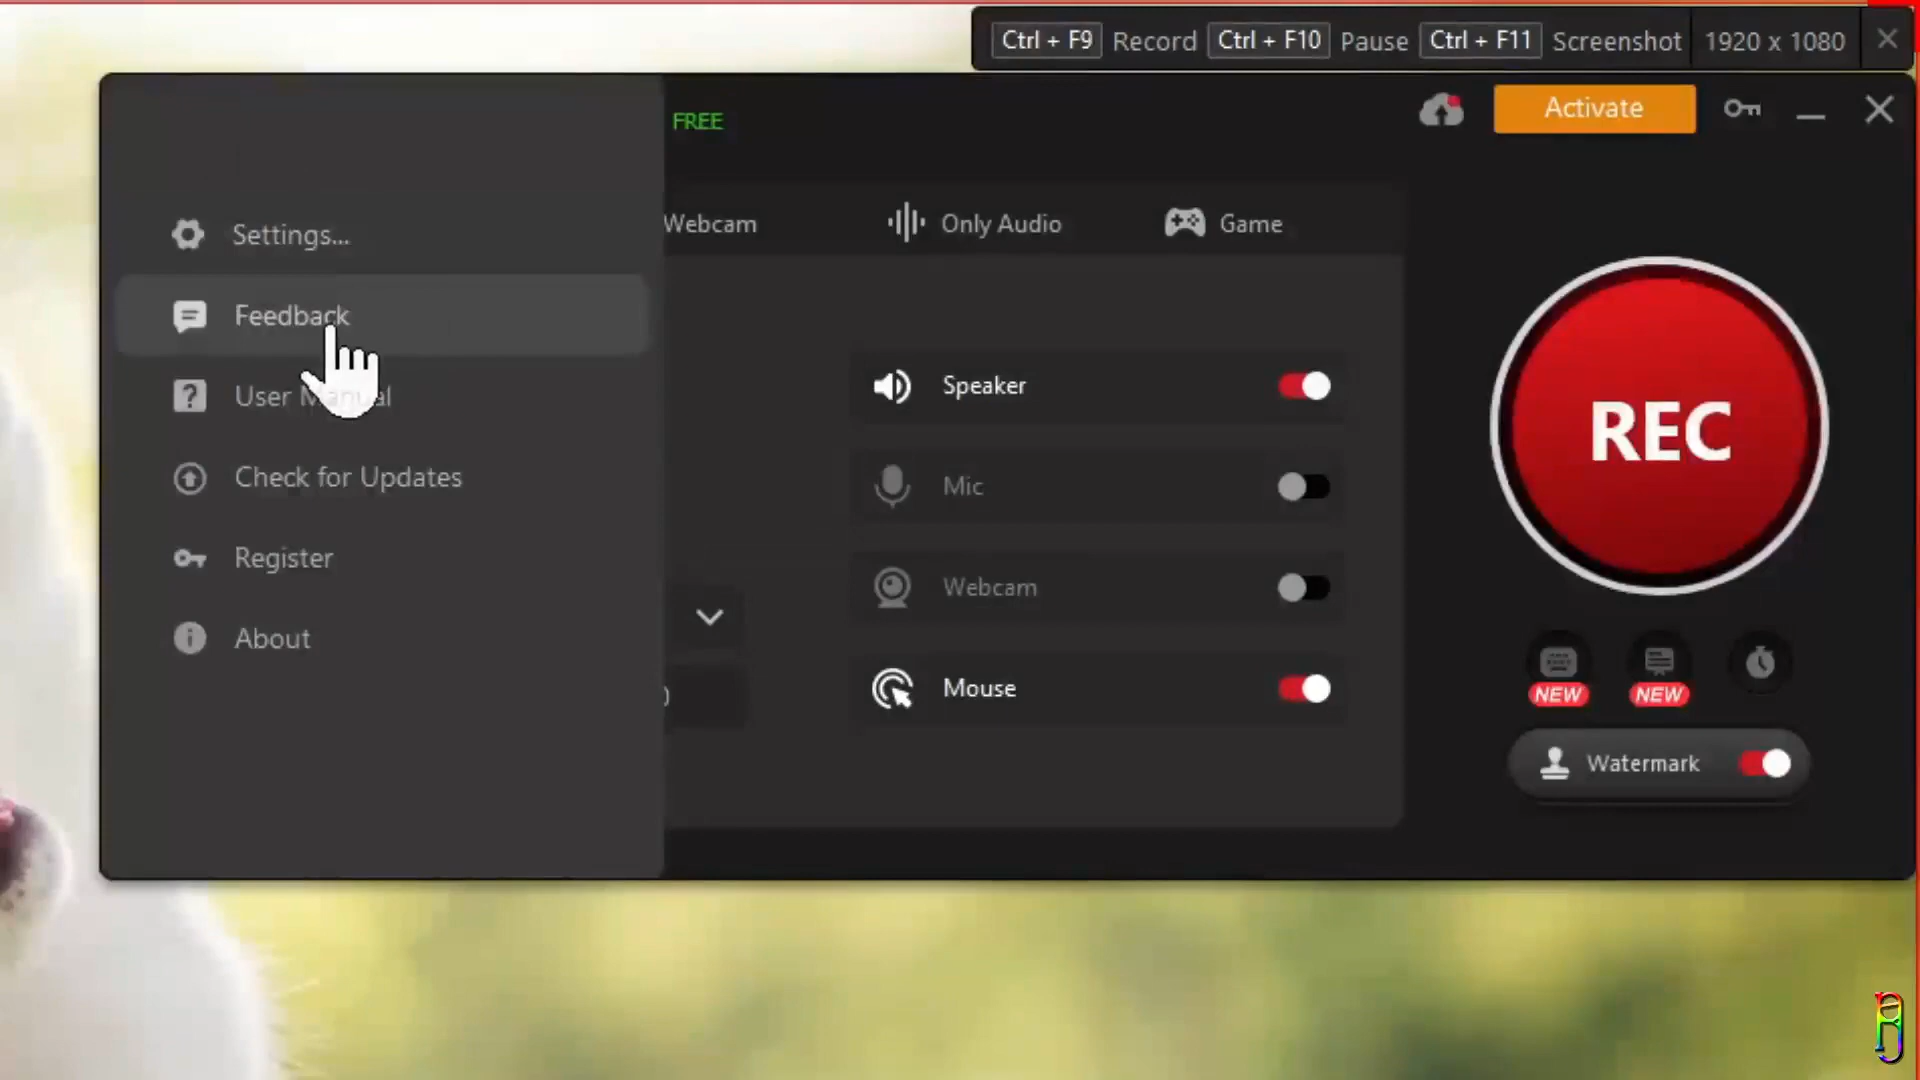 Ctrl + F9 Record Ctrl + F10 Pause Ctrl + F11 Screenshot 1920 x 1080
FREE
Activate
Settings...
Webcam
Only Audio
Game
Feedback
User Manual
Speaker
REC
Check for Updates
Mic
Register
Webcam
About
Mouse
NEW
NEW
Watermark